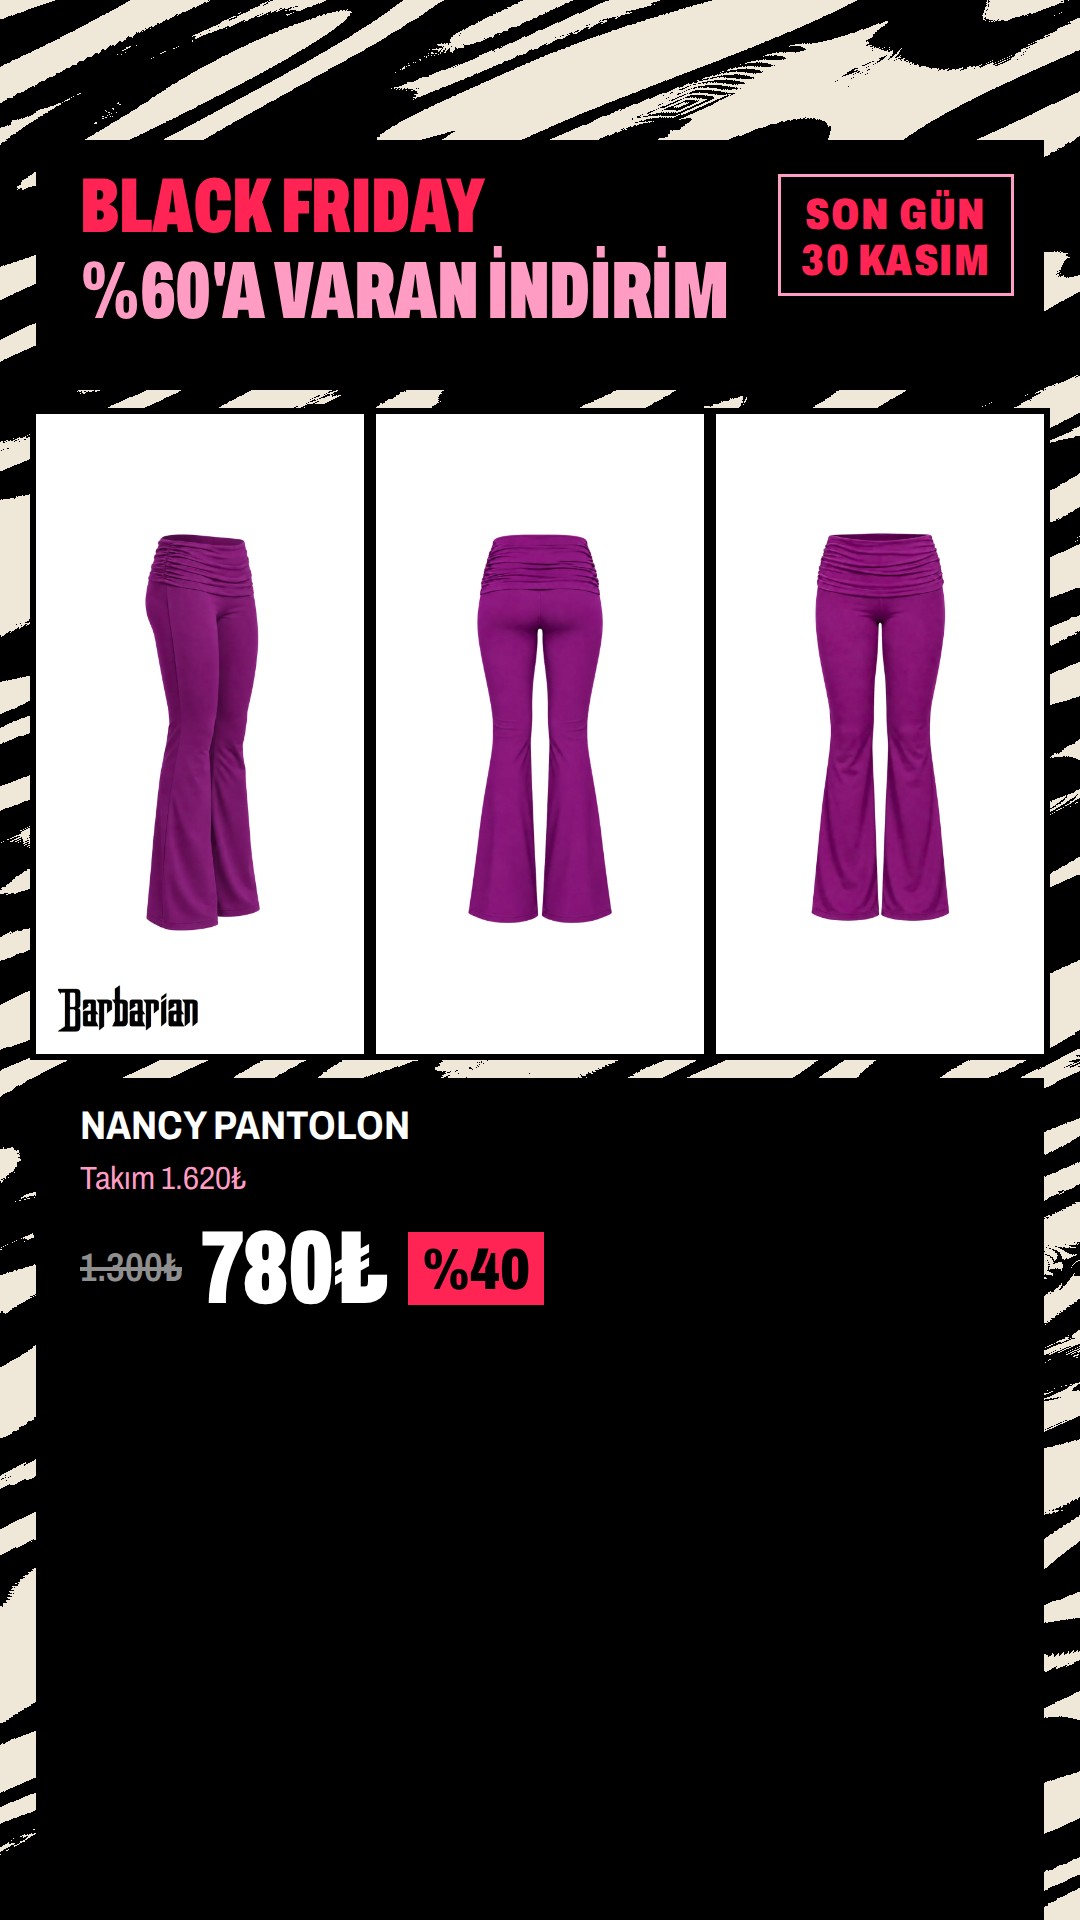 BLACK FRIDAY
%60'A VARAN İNDİRİM
SON GÜN
30 KASIM
Barbarian
NANCY PANTOLON
Takım 1.620₺
1.300₺ 780₺ %40